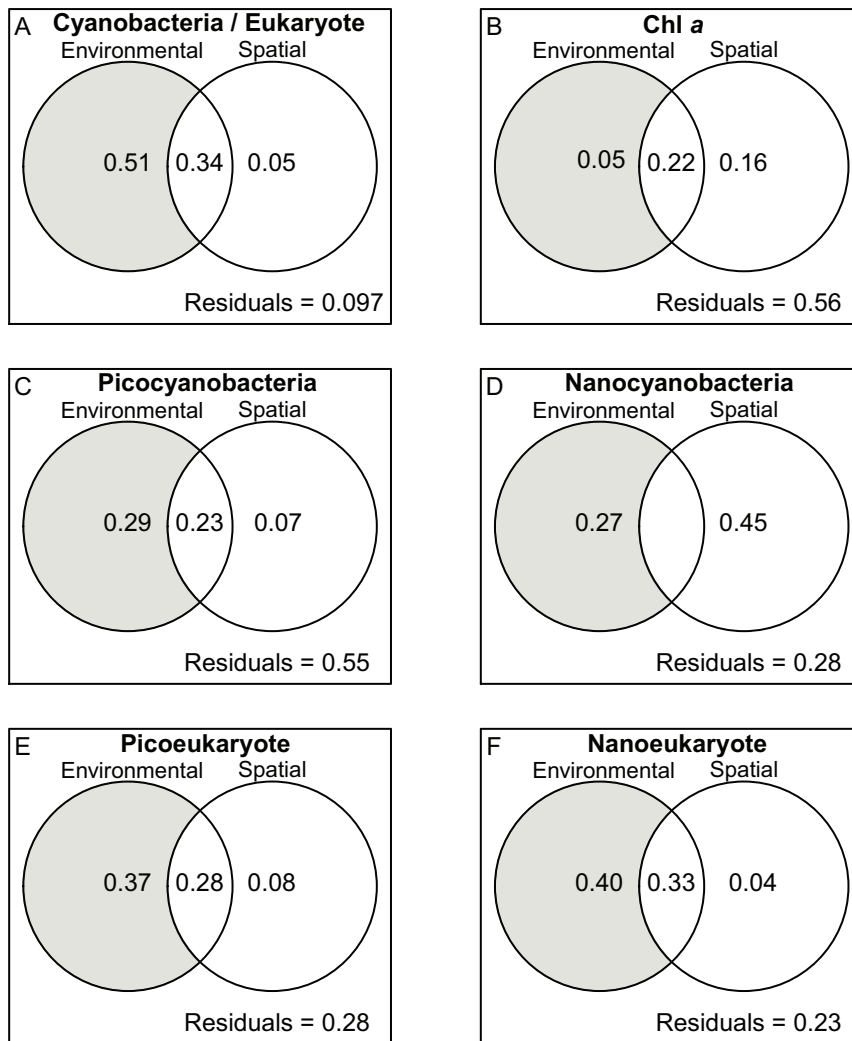 A Cyanobacteria / Eukaryote
Environmental Spatial
0.51 0.34 0.05
Residuals = 0.097
B Chl a
Environmental Spatial
0.05 0.22 0.16
Residuals = 0.56
C Picocyanobacteria
Environmental Spatial
0.29 0.23 0.07
Residuals = 0.55
D Nanocyanobacteria
Environmental Spatial
0.27 0.45
Residuals = 0.28
E Picoeukaryote
Environmental Spatial
0.37 0.28 0.08
Residuals = 0.28
F Nanoeukaryote
Environmental Spatial
0.40 0.33 0.04
Residuals = 0.23